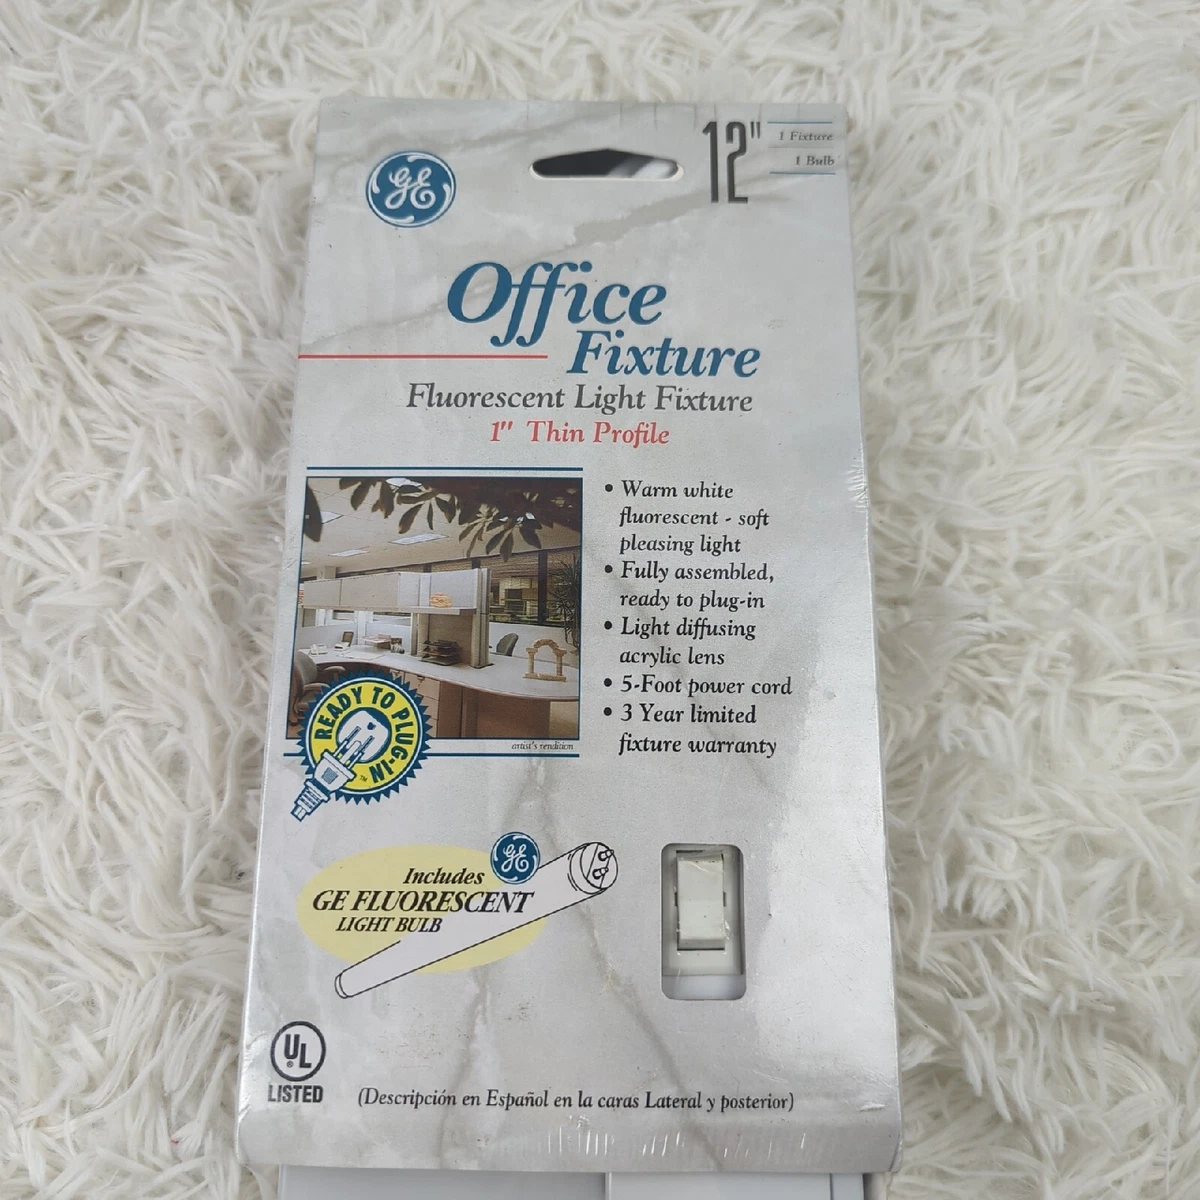 GE
12"
1 Fixture
1 Bulb
Office
Fixture
Fluorescent Light Fixture
1" Thin Profile
• Warm white
fluorescent - soft
pleasing light
• Fully assembled,
ready to plug-in
• Light diffusing
acrylic lens
• 5-Foot power cord
• 3 Year limited
fixture warranty
artist's rendition
READY TO PLUG-IN™
GE
Includes
GE FLUORESCENT
LIGHT BULB
UL®
LISTED
(Descripción en Español en la caras Lateral y posterior)